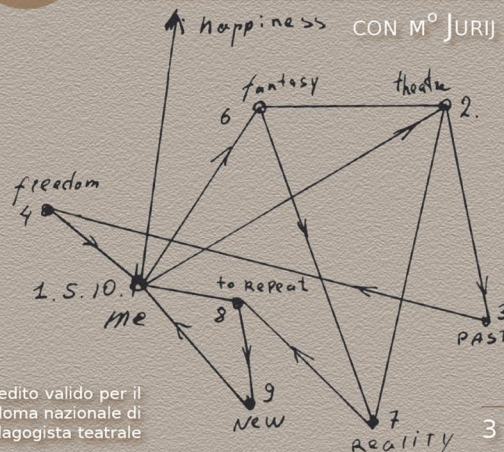 happiness
CON M° JURIJ
fantasy
6
theatre
2.
freedom
4
1. 5. 10.
me
to Repeat
8
3
PAST
9
NEW
7
Reality
edito valido per il
loma nazionale di
dagogista teatrale
3